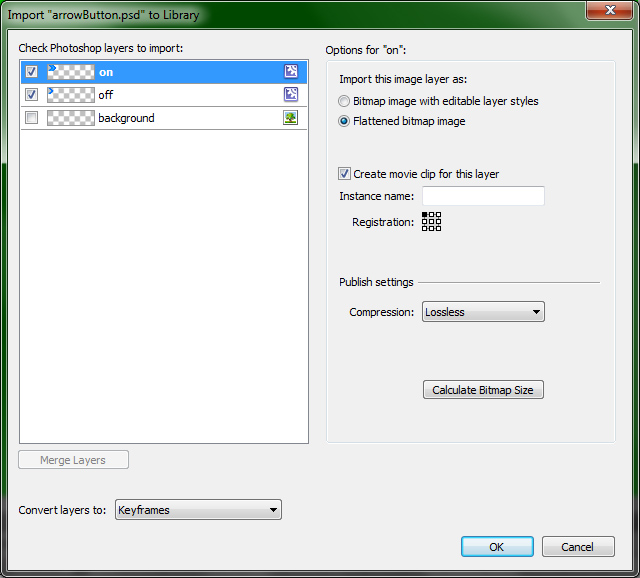 Import "arrowButton.psd" to Library
Check Photoshop layers to import:
on
off
background
Merge Layers
Convert layers to: Keyframes
Options for "on":
Import this image layer as:
Bitmap image with editable layer styles
Flattened bitmap image
Create movie clip for this layer
Instance name:
Registration:
Publish settings
Compression: Lossless
Calculate Bitmap Size
OK Cancel